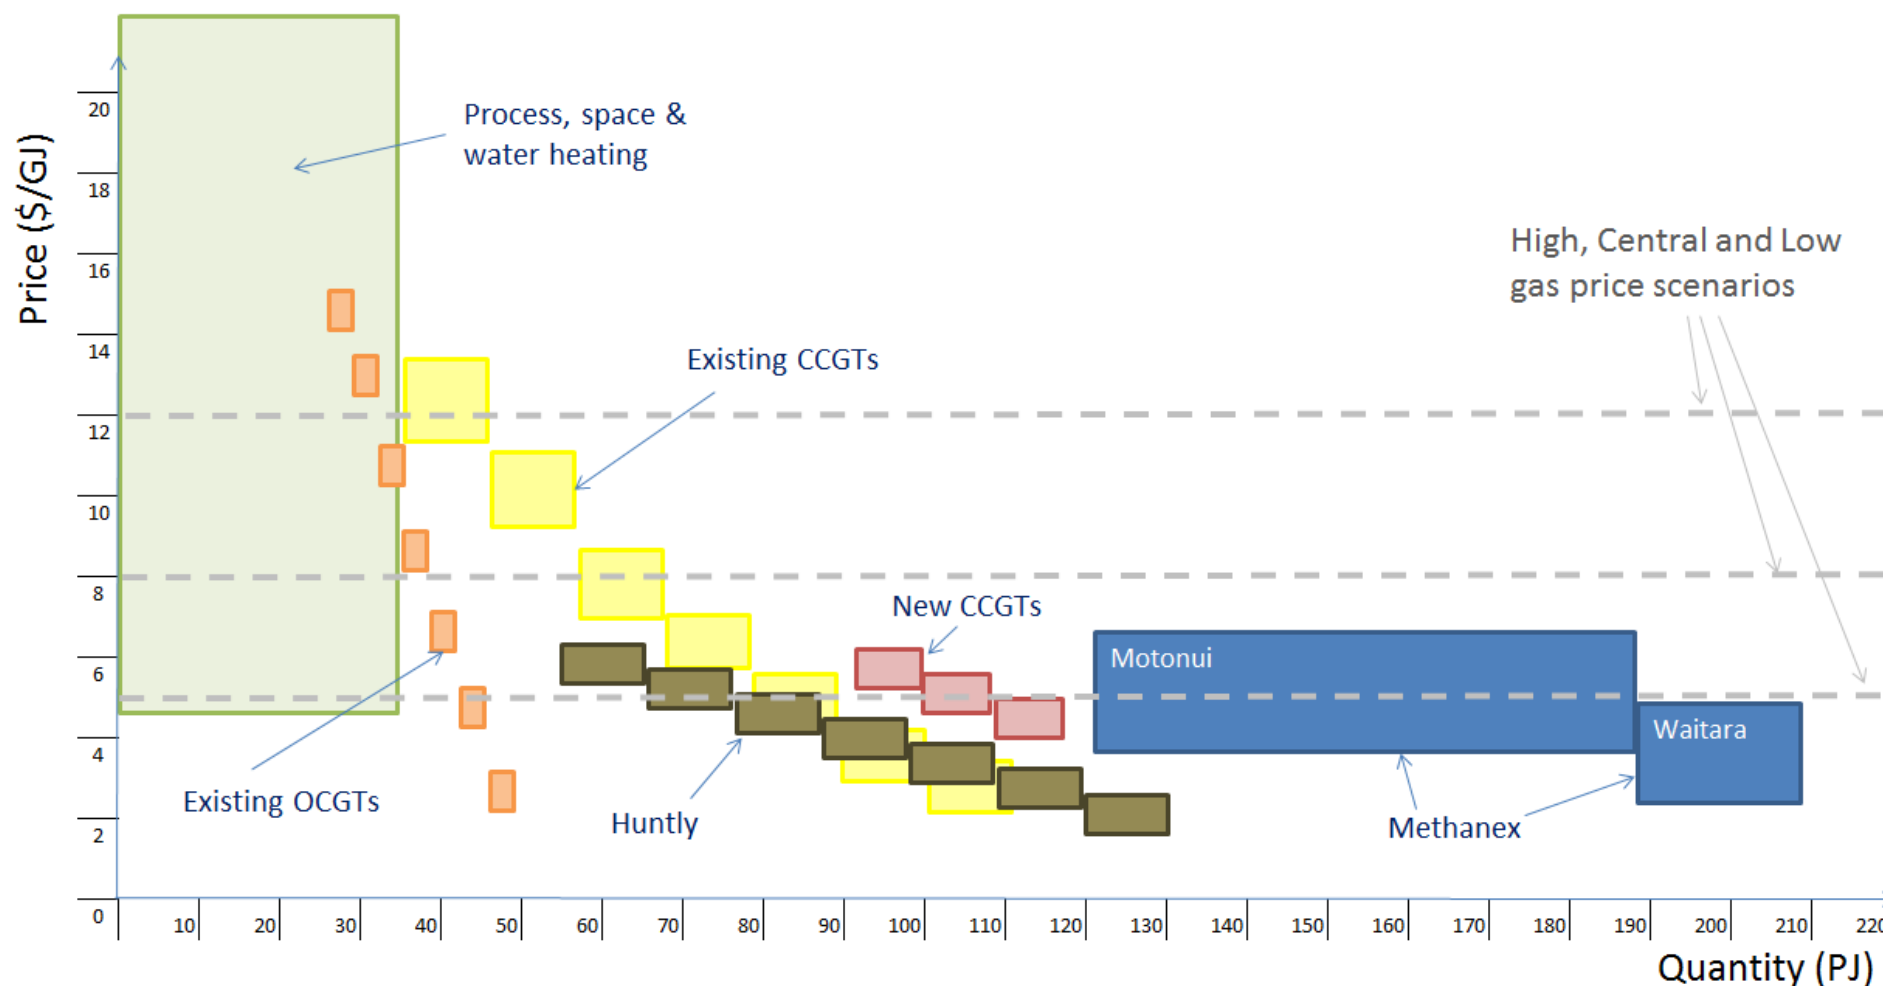 Price ($/GJ)
20
18
16
14
12
10
8
6
4
2
0
Process, space &
water heating
Existing CCGTs
High, Central and Low
gas price scenarios
New CCGTs
Motonui
Waitara
Existing OCGTs
Huntly
Methanex
10 20 30 40 50 60 70 80 90 100 110 120 130 140 150 160 170 180 190 200 210 220
Quantity (PJ)